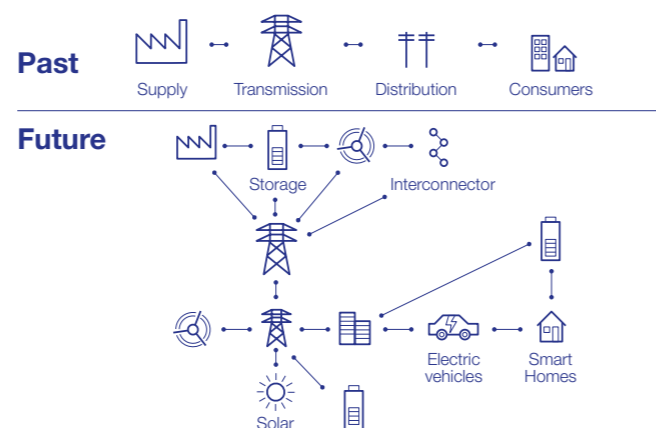 Past
Supply
Transmission
Distribution
Consumers
Future
Storage
Interconnector
Electric
vehicles
Smart
Homes
Solar